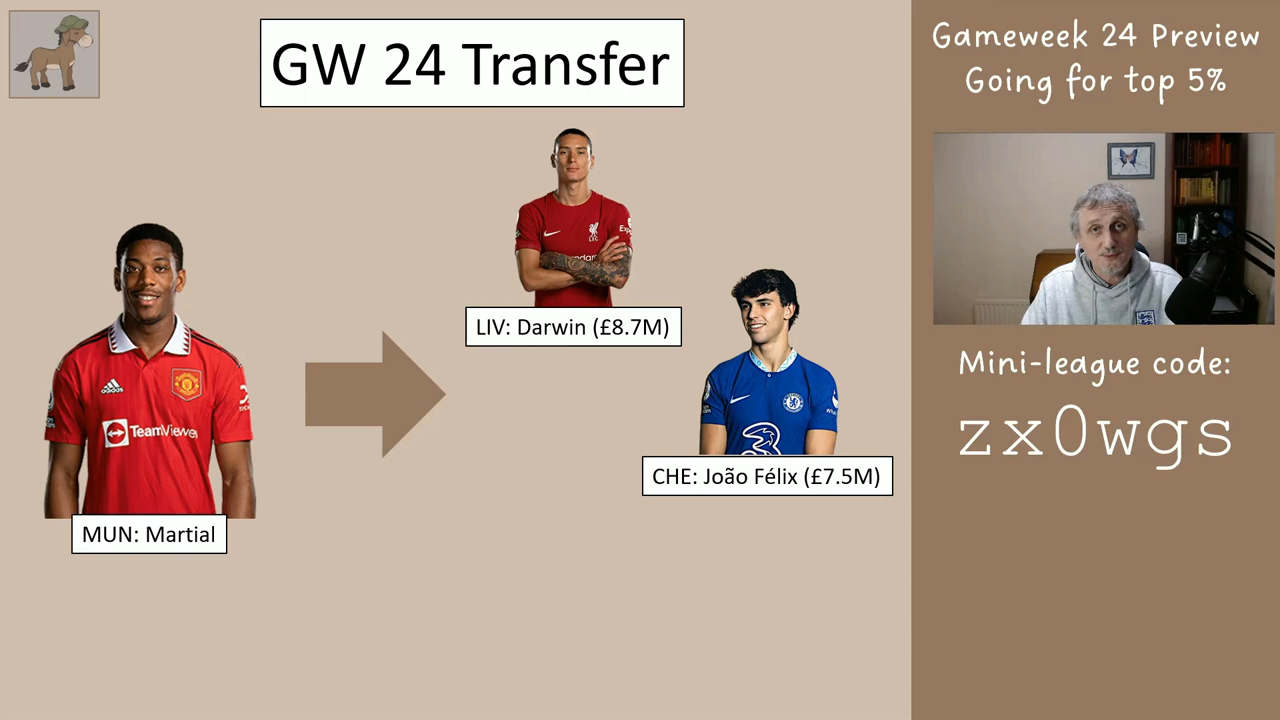 GW 24 Transfer
Gameweek 24 Preview
Going for top 5%
LIV: Darwin (£8.7M)
Mini-league code:
zx0wgs
TeamViewer
CHE: João Félix (£7.5M)
MUN: Martial